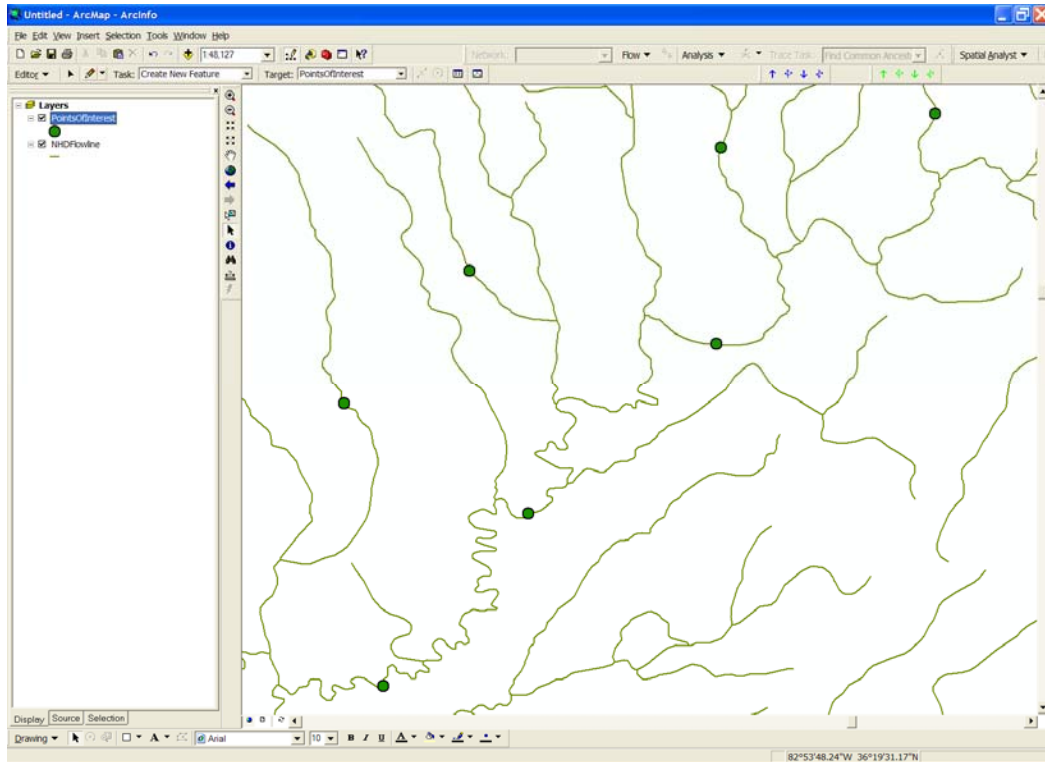 Untitled - ArcMap - ArcInfo
File Edit View Insert Selection Tools Window Help
1:48,127 Network: Flow Analysis Trace Task: Find Common Ancest Spatial Analyst
Editor Task: Create New Feature Target: PointsOfInterest
Layers
PointsOfInterest
NHDFlowline
Display Source Selection
Drawing A Arial 10 B I U A
82°53'48.24"W 36°19'31.17"N